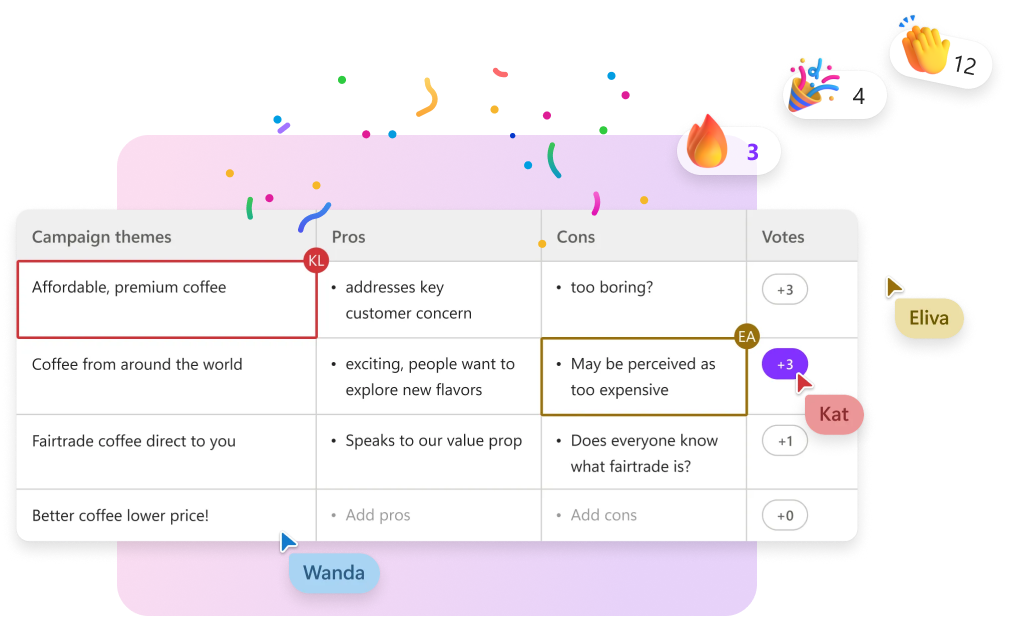 12
4
3
Campaign themes
Pros
Cons
Votes
KL
Affordable, premium coffee
• addresses key
customer concern
• too boring?
+3
Eliva
EA
Coffee from around the world
• exciting, people want to
explore new flavors
• May be perceived as
too expensive
+3
Kat
Fairtrade coffee direct to you
• Speaks to our value prop
• Does everyone know
what fairtrade is?
+1
Better coffee lower price!
• Add pros
• Add cons
+0
Wanda